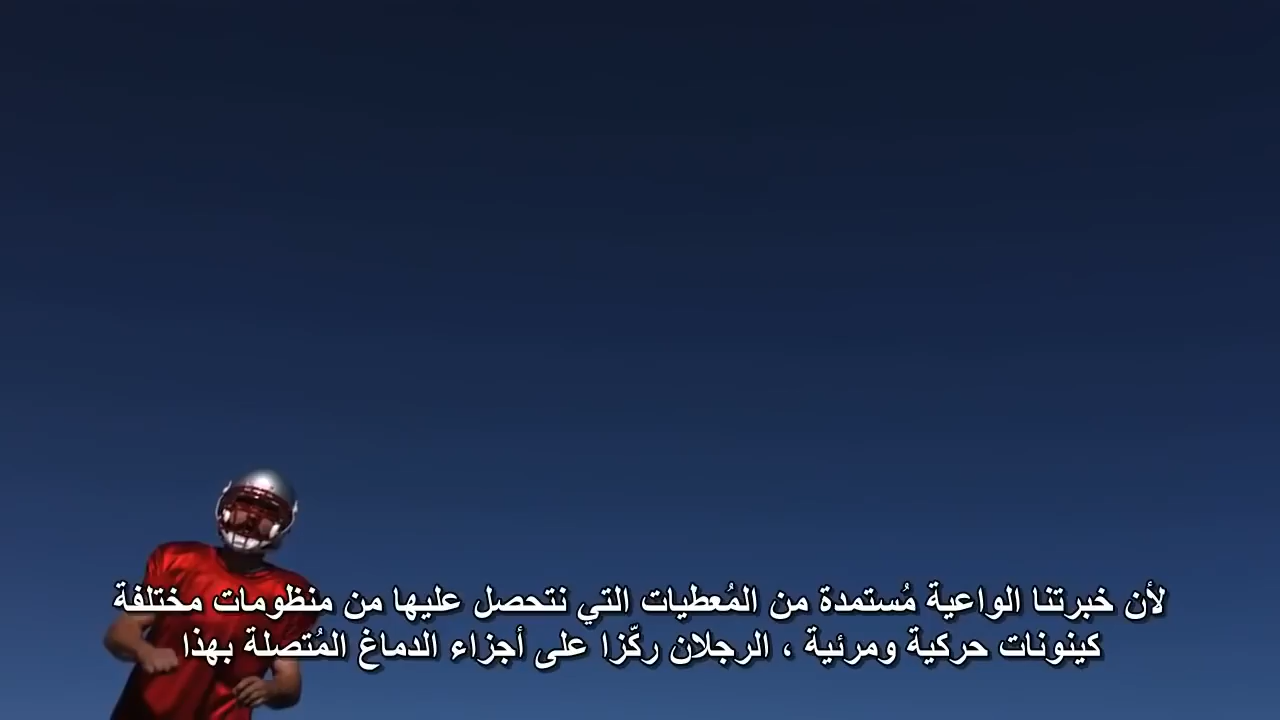 لأن خبرتنا الواعية مُستمدة من المُعطيات التي نتحصل عليها من منظومات مختلفة
كينونات حركية ومرئية ، الرجلان ركّزا على أجزاء الدماغ المُتصلة بهذا